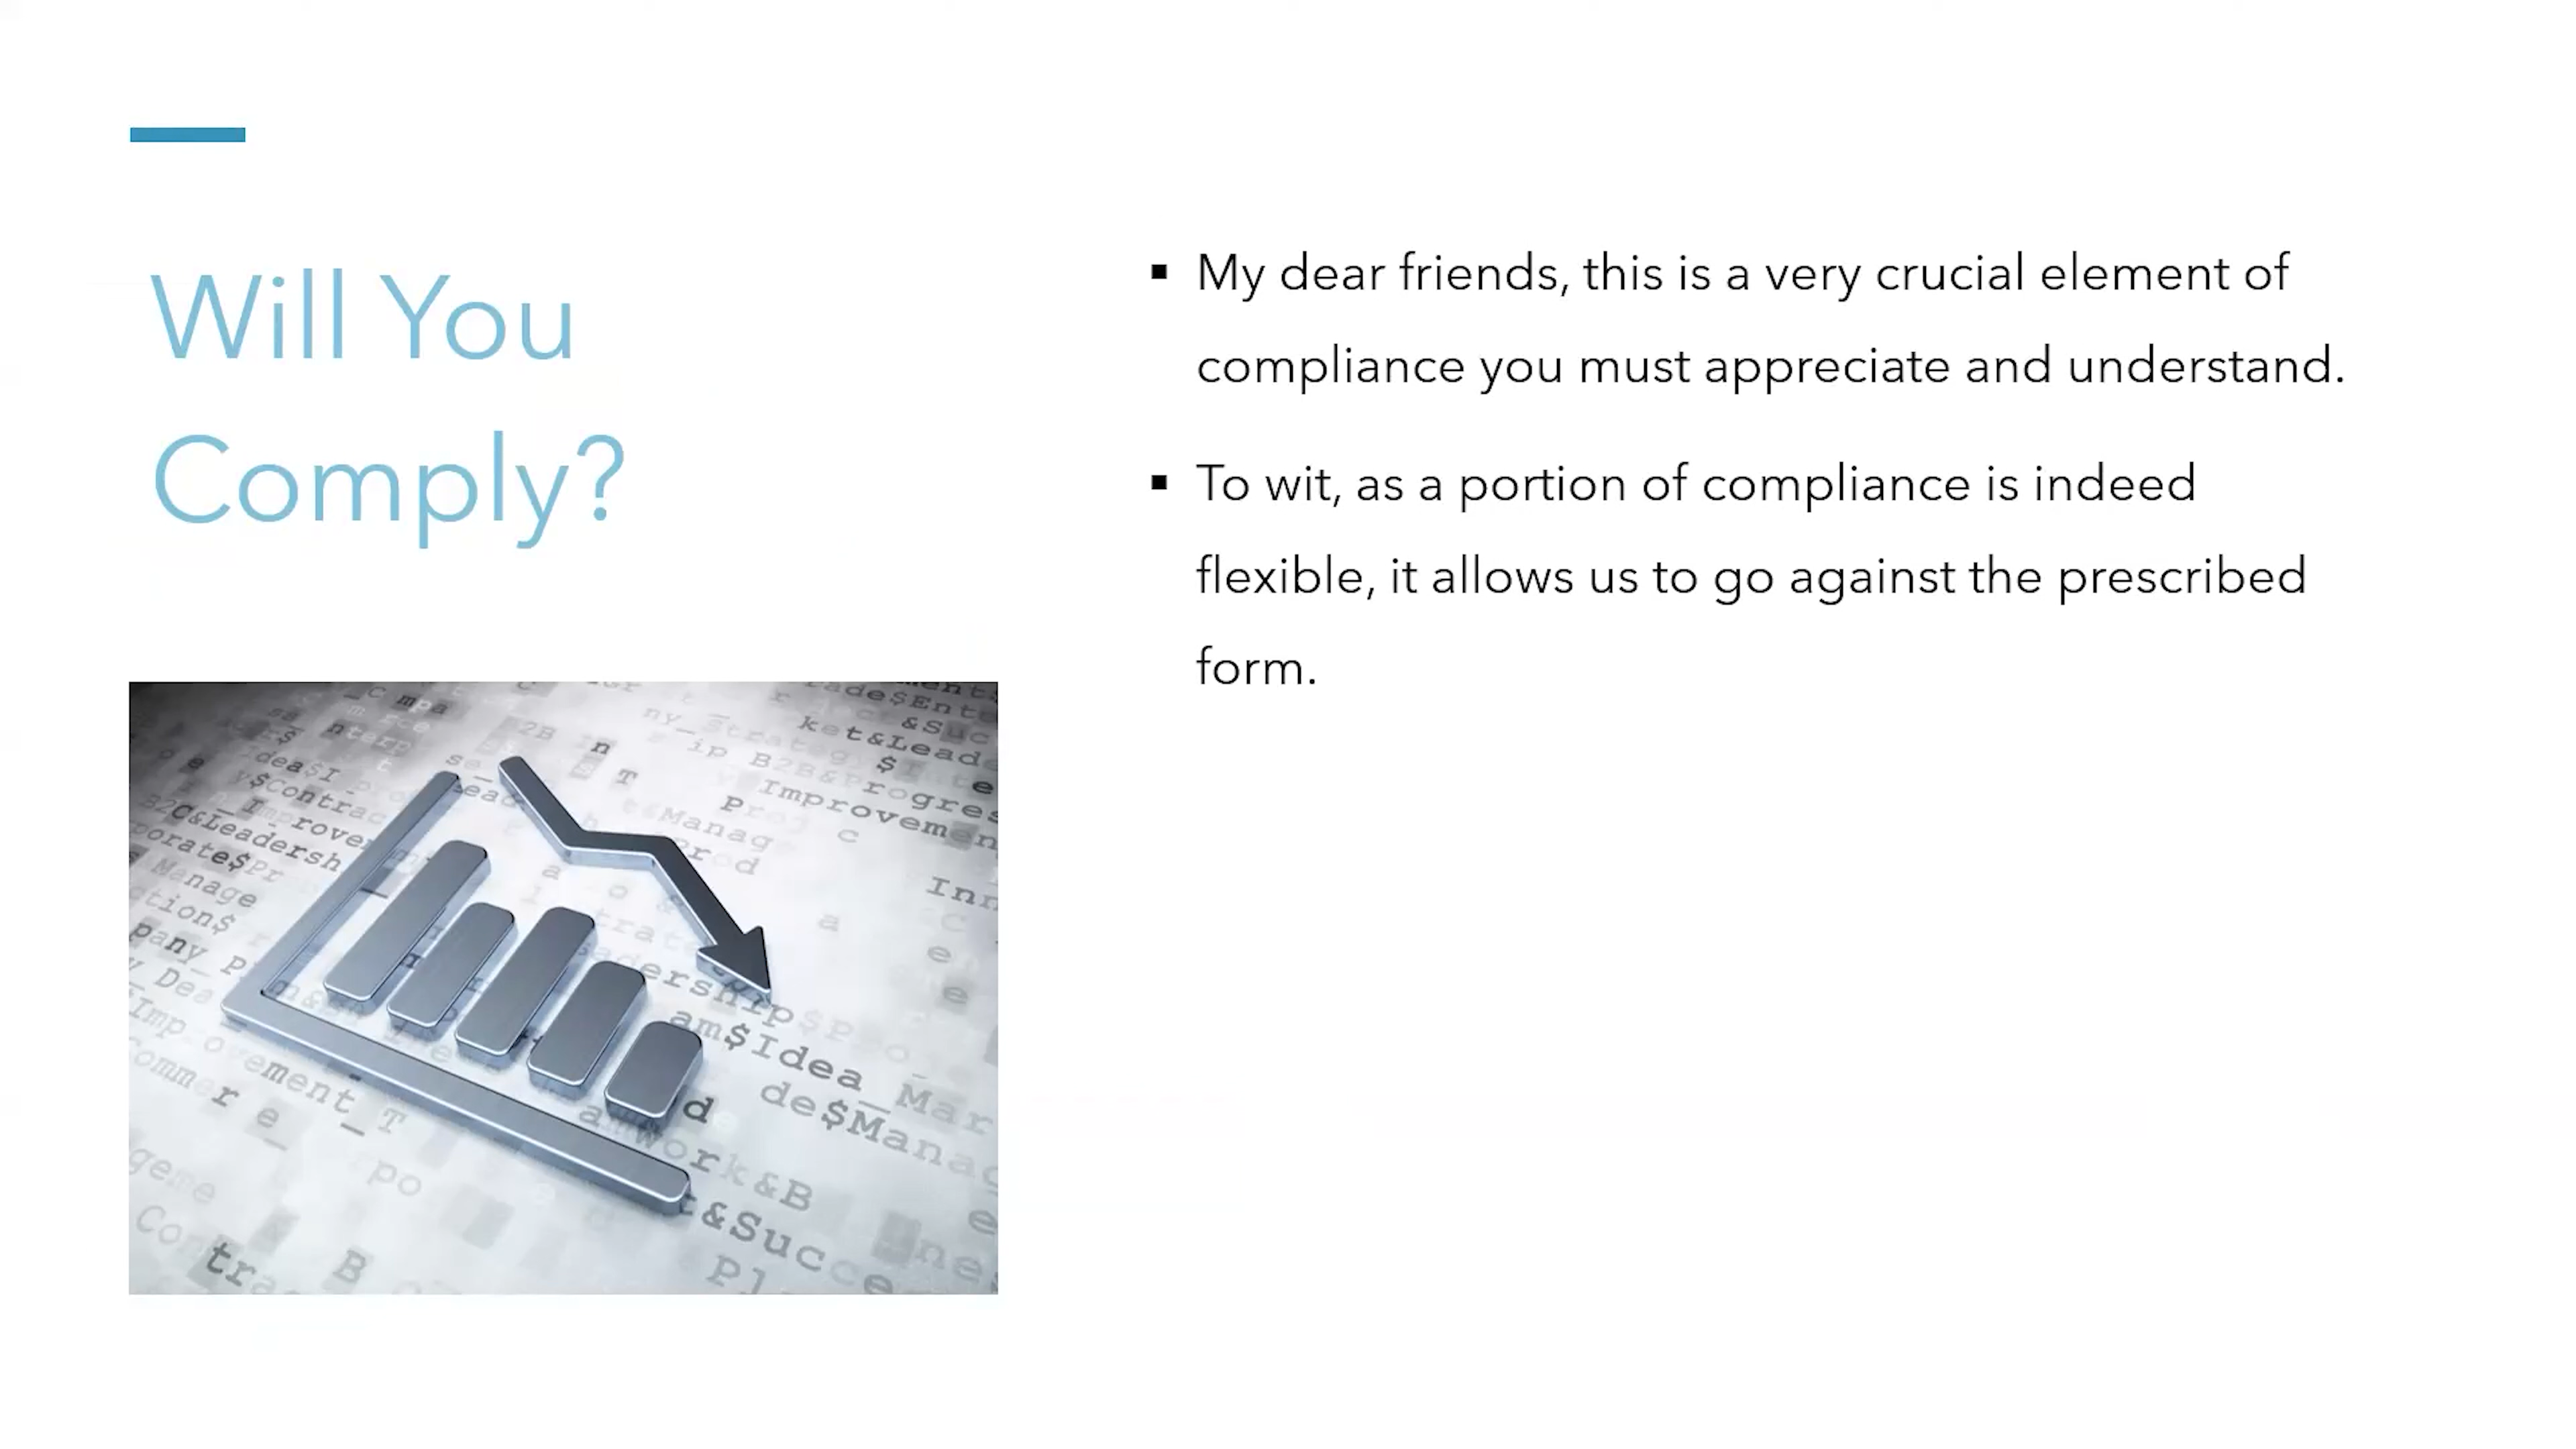 Will You
Comply?
My dear friends, this is a very crucial element of
compliance you must appreciate and understand.
To wit, as a portion of compliance is indeed
flexible, it allows us to go against the prescribed
form.